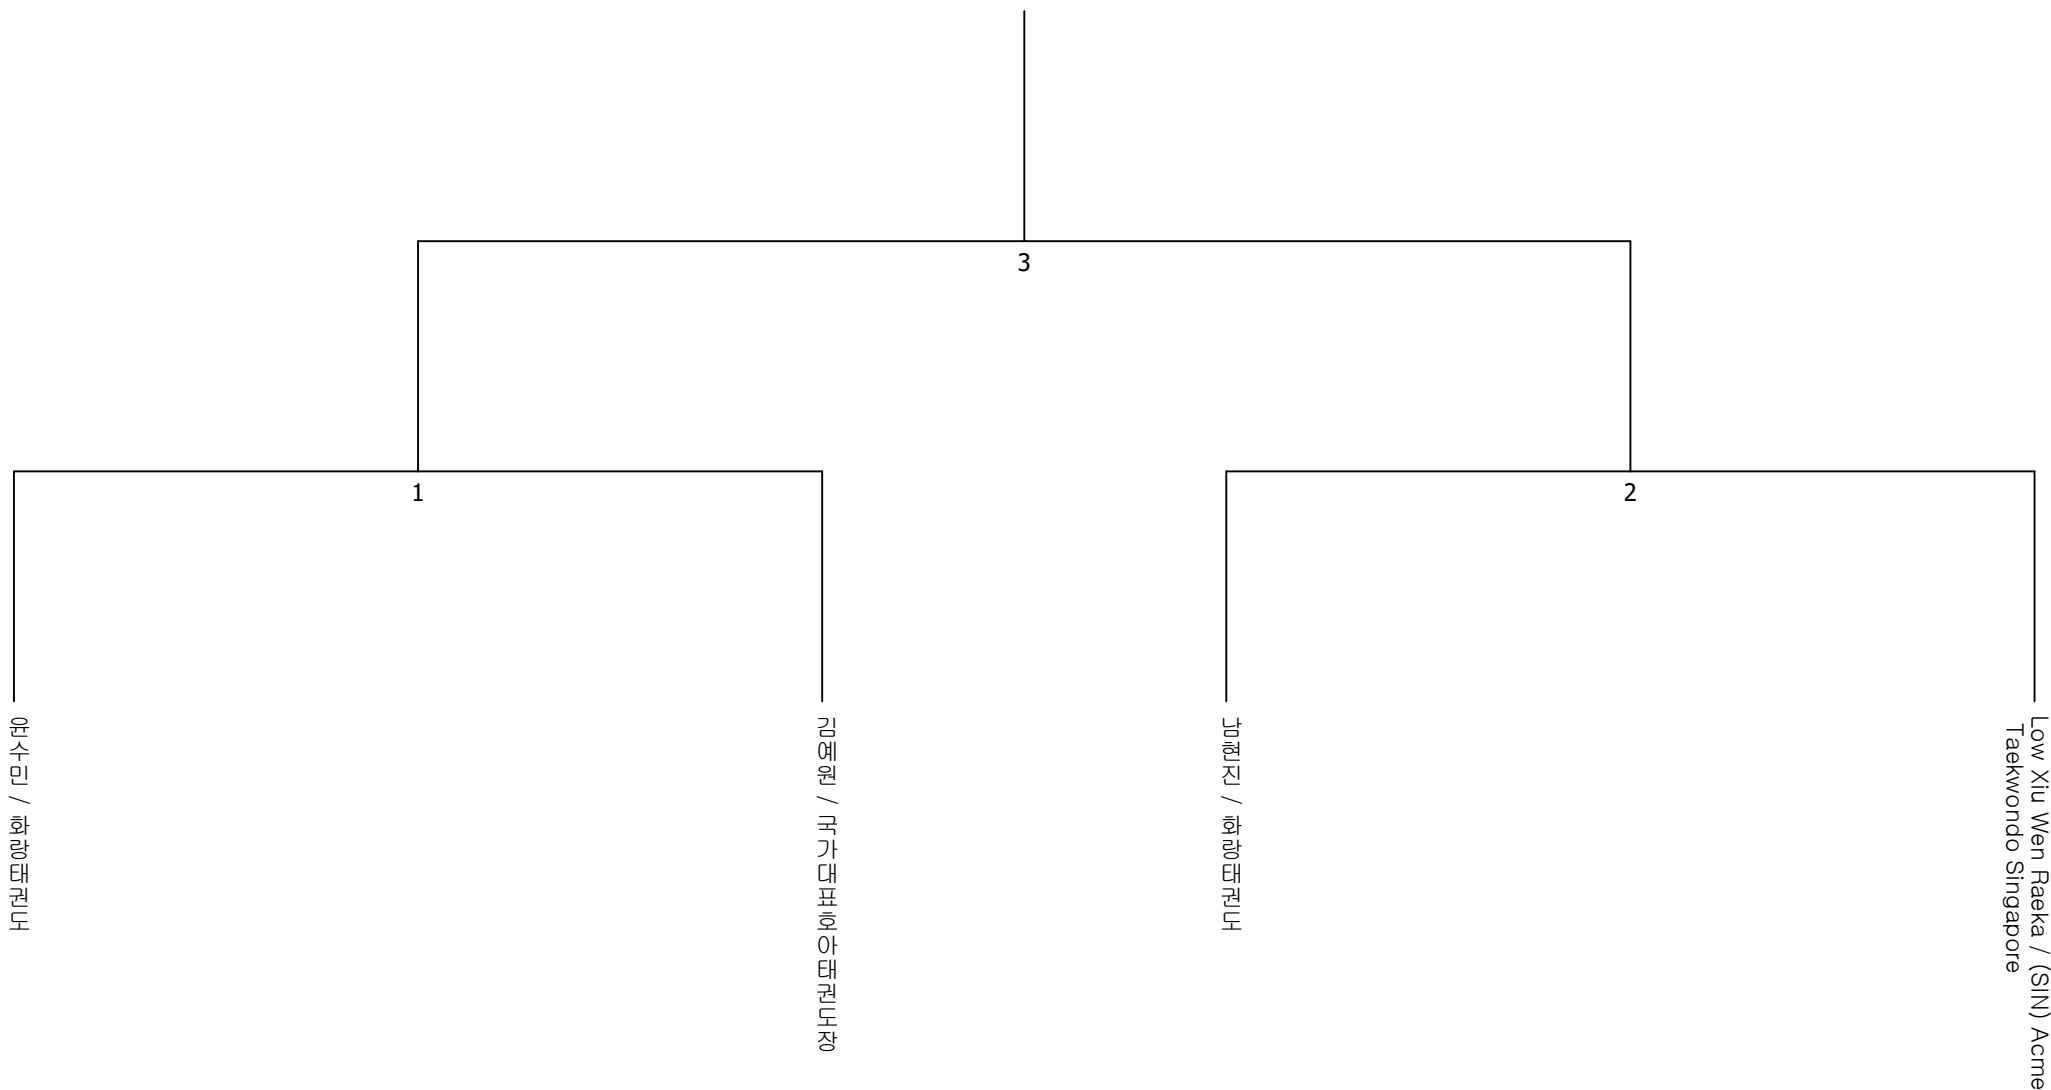 3
1
2
윤수민 / 화랑태권도
김예원 / 국가대표호아태권도장
남현진 / 화랑태권도
Low Xiu Wen Raeka / (SIN) Acme
Taekwondo Singapore